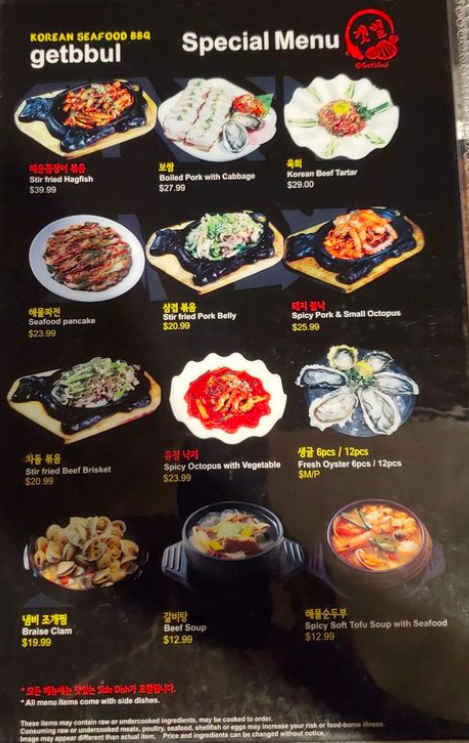 KOREAN SEAFOOD BBQ
getbbul
Special Menu
©Getbbul
매운꼼장어 볶음
Stir fried Hagfish
$39.99
보쌈
Boiled Pork with Cabbage
$27.99
육회
Korean Beef Tartar
$29.00
해물파전
Seafood pancake
$23.99
삼겹 볶음
Stir fried Pork Belly
$20.99
돼지 쭈낙
Spicy Pork & Small Octopus
$25.99
차돌 볶음
Stir fried Beef Brisket
$20.99
유정 낙지
Spicy Octopus with Vegetable
$23.99
생굴 6pcs / 12pcs
Fresh Oyster 6pcs / 12pcs
$M/P
냄비 조개찜
Braise Clam
$19.99
갈비탕
Beef Soup
$12.99
해물순두부
Spicy Soft Tofu Soup with Seafood
$12.99
* 모든 메뉴에는 맛있는 Side Dish가 포함됩니다.
* All menu items come with side dishes.
These items may contain raw or undercooked ingredients, may be cooked to order.
Consuming raw or undercooked meats, poultry, seafood, shellfish or eggs may increase your risk or food-borne illness.
Image may appear different than actual item. Price and ingredients can be changed without notice.